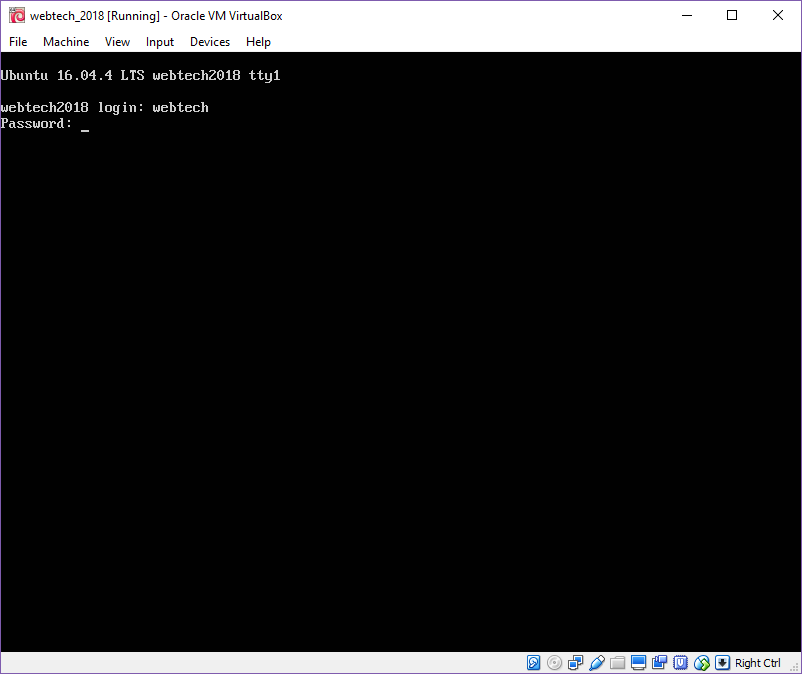 webtech_2018 [Running] - Oracle VM VirtualBox
File Machine View Input Devices Help
Ubuntu 16.04.4 LTS webtech2018 tty1
webtech2018 login: webtech
Password: _
Right Ctrl